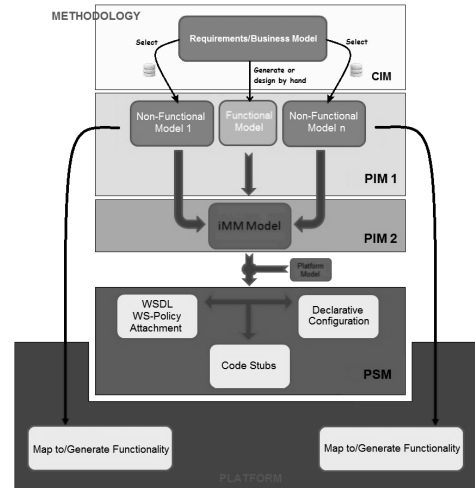 METHODOLOGY
Requirements/Business Model
Select
Select
Generate or
design by hand
CIM
Non-Functional
Model 1
Functional
Model
Non-Functional
Model n
PIM 1
iMM Model
PIM 2
Platform
Model
WSDL
WS-Policy
Attachment
Declarative
Configuration
Code Stubs
PSM
Map to/Generate Functionality
Map to/Generate Functionality
PLATFORM